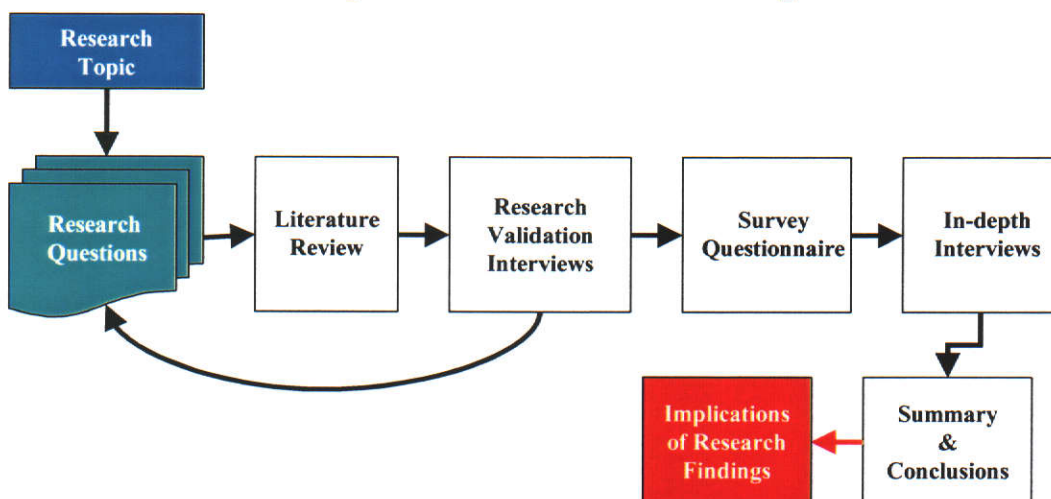 Research
Topic
Research
Questions
Literature
Review
Research
Validation
Interviews
Survey
Questionnaire
In-depth
Interviews
Implications
of Research
Findings
Summary
&
Conclusions